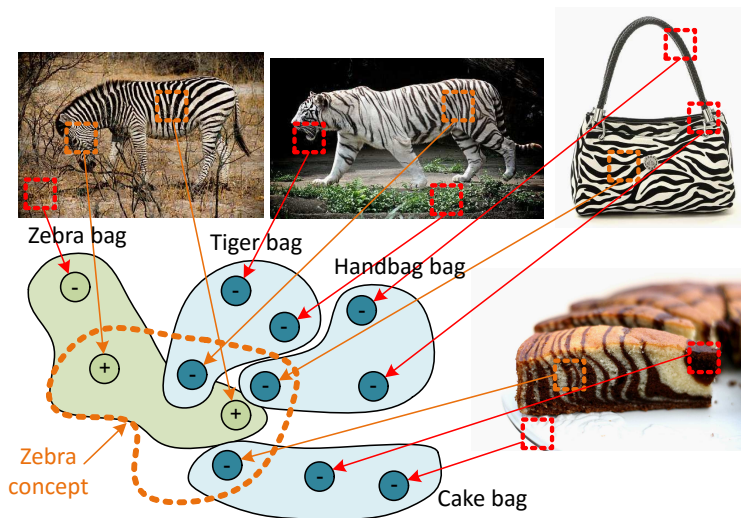 Zebra bag
Tiger bag
Handbag bag
-
-
-
-
+
-
-
-
+
Zebra
concept
-
-
-
Cake bag